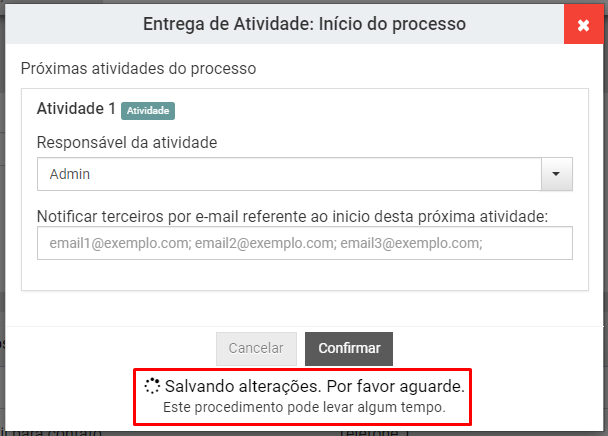 Entrega de Atividade: Início do processo
Próximas atividades do processo
Atividade 1 Atividade
Responsável da atividade
Admin
Notificar terceiros por e-mail referente ao inicio desta próxima atividade:
email1@exemplo.com; email2@exemplo.com; email3@exemplo.com;
Cancelar Confirmar
Salvando alterações. Por favor aguarde.
Este procedimento pode levar algum tempo.